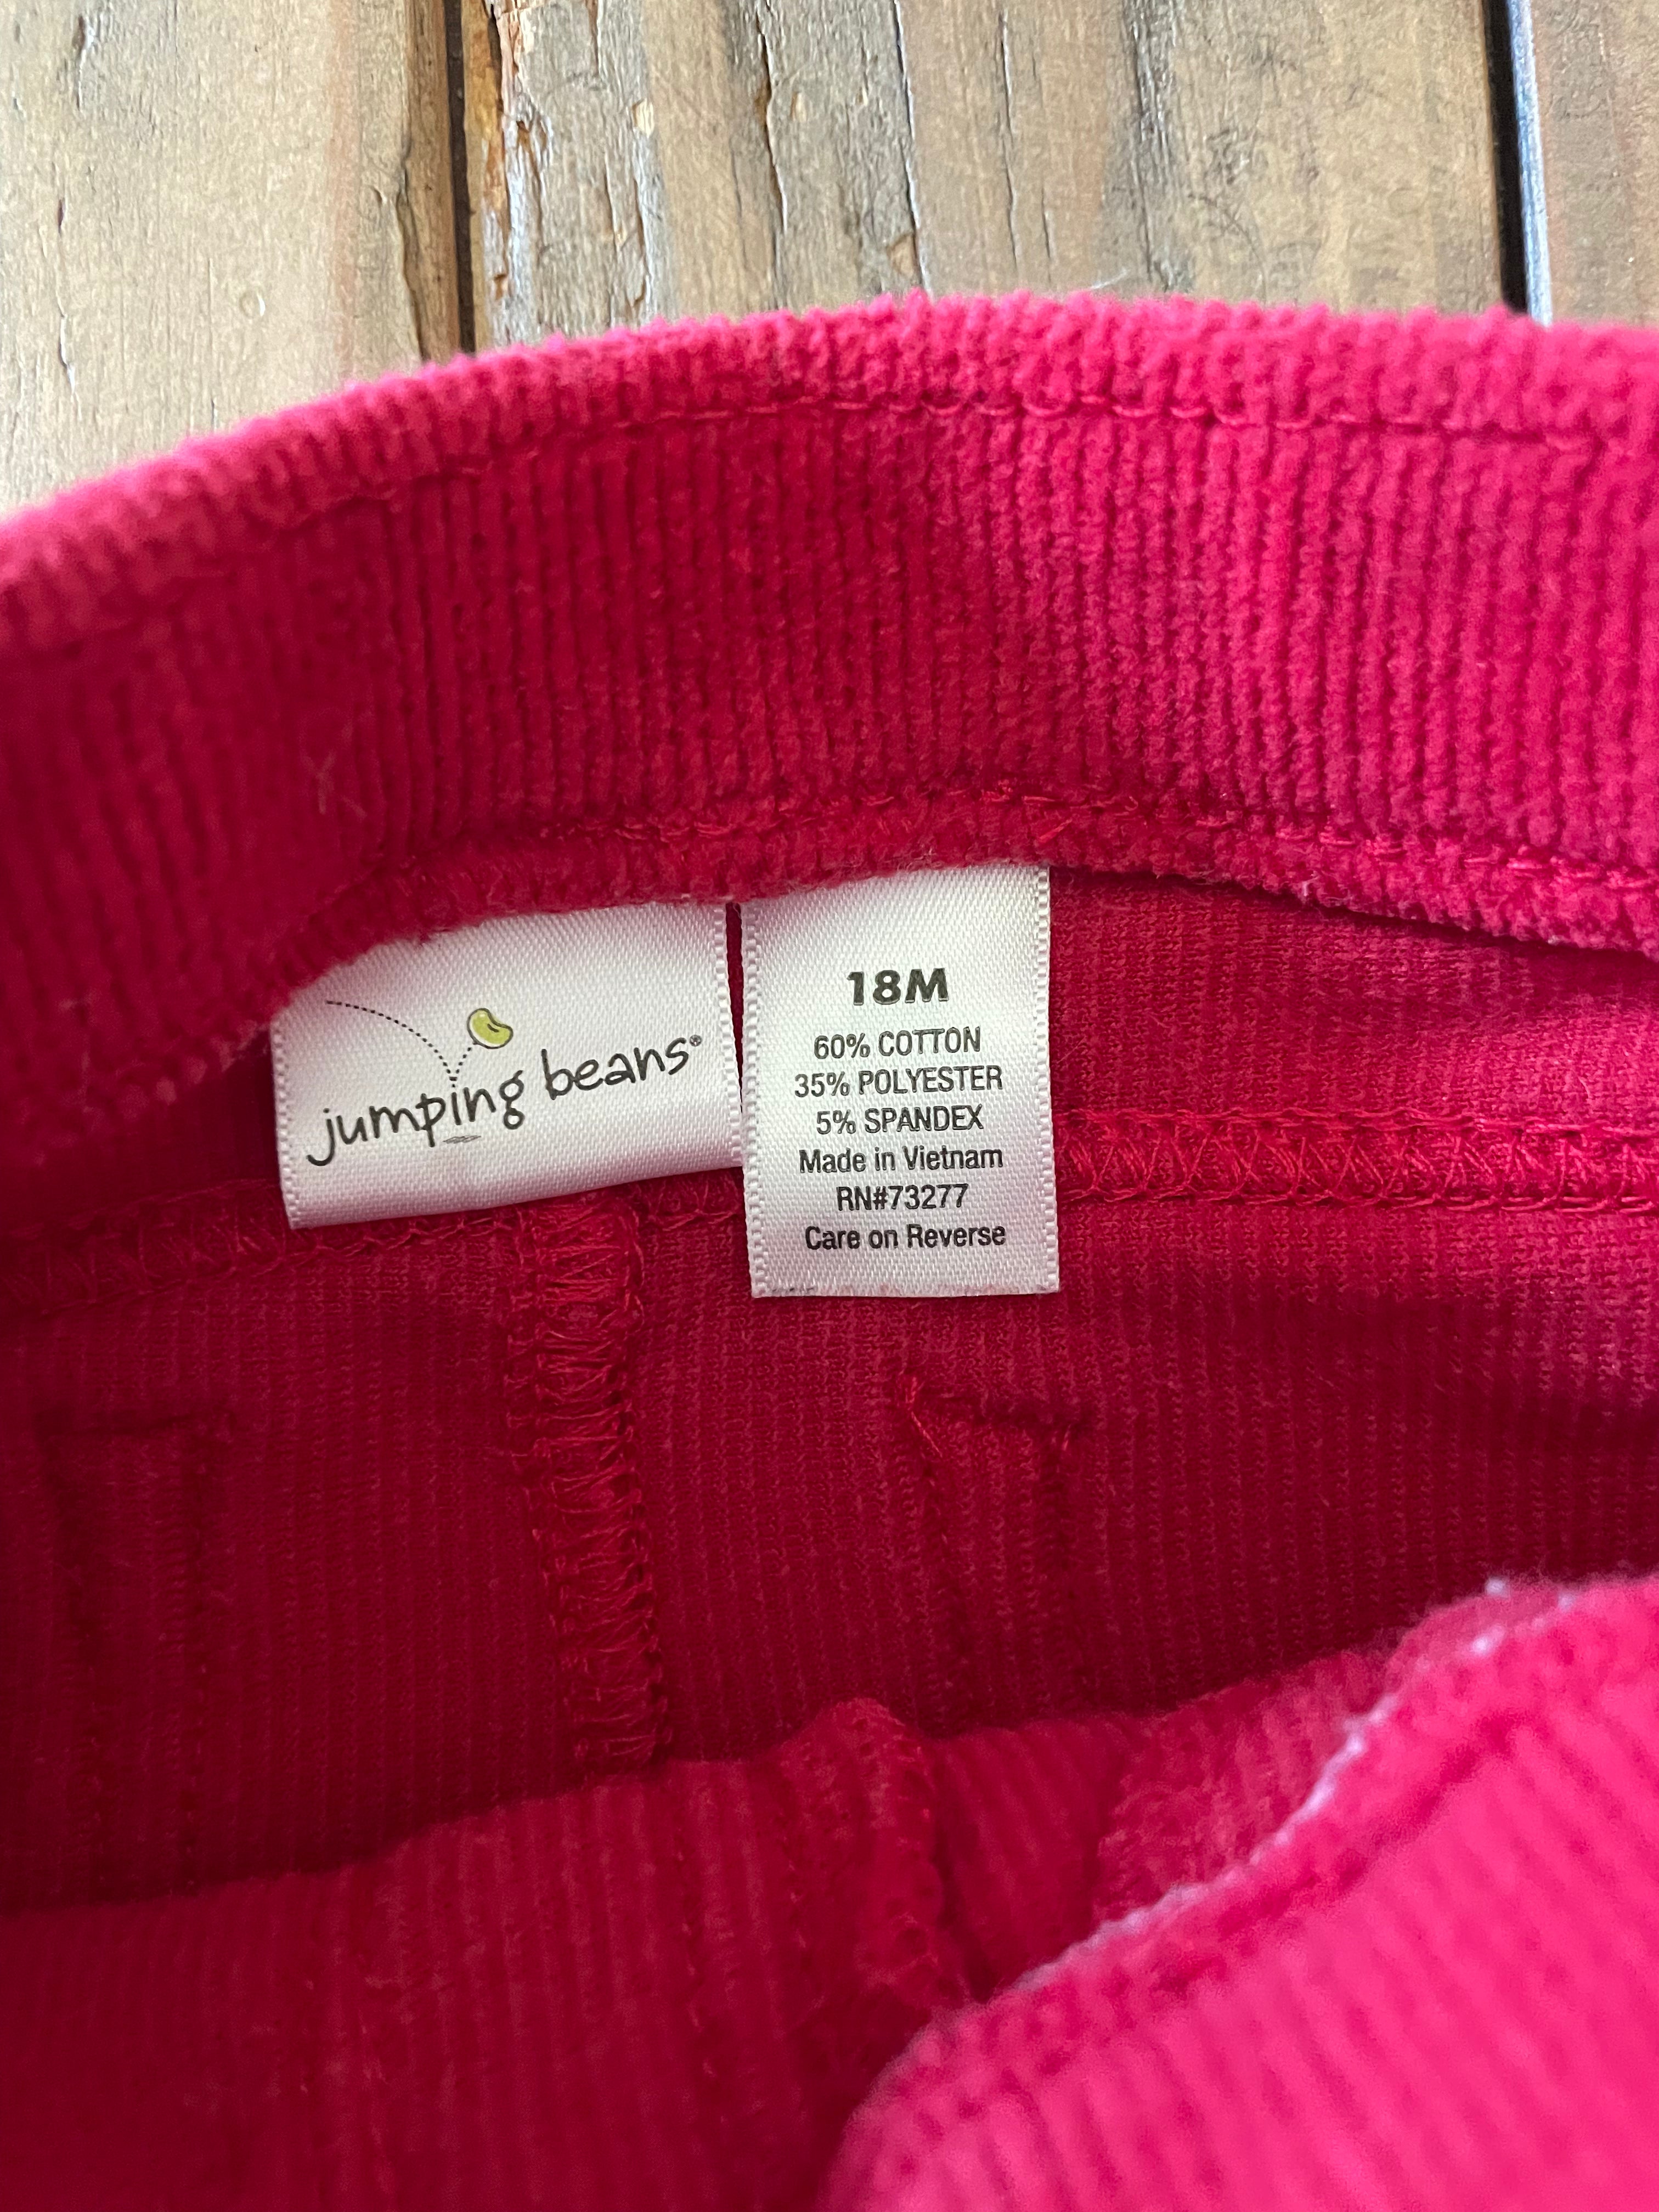 jumping beans®
18M
60% COTTON
35% POLYESTER
5% SPANDEX
Made in Vietnam
RN#73277
Care on Reverse